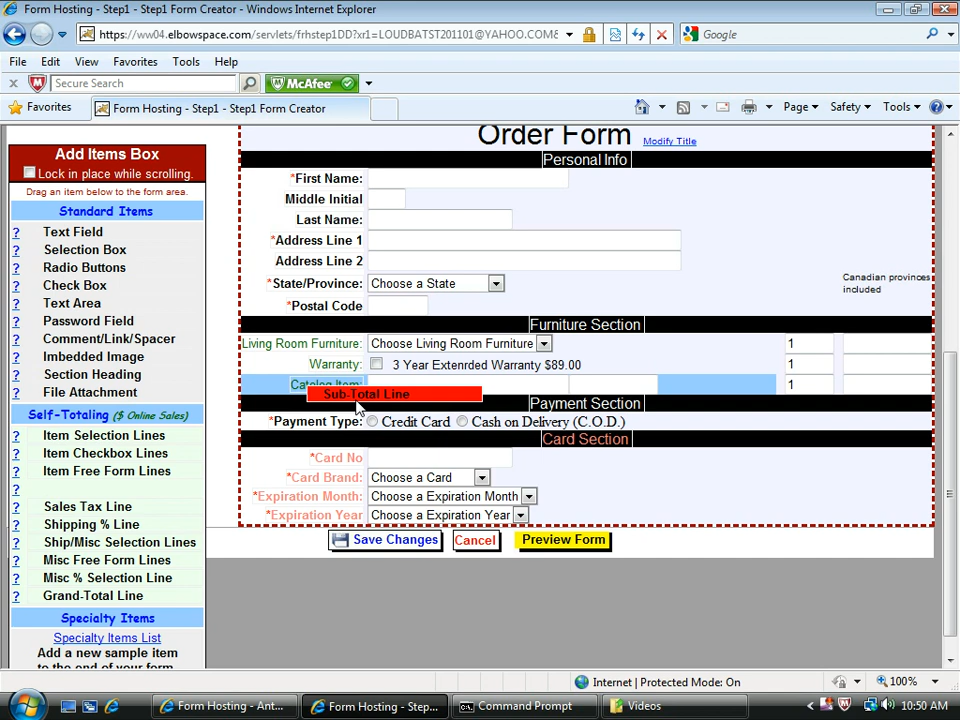 Form Hosting - Step1 - Step1 Form Creator - Windows Internet Explorer
https://ww04.elbowspace.com/servlets/frhstep1DD?xr1=LOUDBATST201101@YAHOO.COM&
Google
File Edit View Favorites Tools Help
Secure Search
McAfee
Favorites
Form Hosting - Step1 - Step1 Form Creator
Page
Safety
Tools
Add Items Box
Lock in place while scrolling.
Drag an item below to the form area.
Standard Items
? Text Field
? Selection Box
? Radio Buttons
? Check Box
? Text Area
? Password Field
? Comment/Link/Spacer
? Imbedded Image
? Section Heading
? File Attachment
Self-Totaling ($ Online Sales)
? Item Selection Lines
? Item Checkbox Lines
? Item Free Form Lines
?
? Sales Tax Line
? Shipping % Line
? Ship/Misc Selection Lines
? Misc Free Form Lines
? Misc % Selection Line
? Grand-Total Line
Specialty Items
Specialty Items List
Add a new sample item
to the end of your form
Order Form Modify Title
Personal Info
*First Name:
Middle Initial
Last Name:
*Address Line 1
Address Line 2
*State/Province: Choose a State
Canadian provinces
included
*Postal Code
Furniture Section
Living Room Furniture: Choose Living Room Furniture 1
Warranty: 3 Year Extenrded Warranty $89.00 1
Catelog Item: 1
Sub-Total Line
Payment Section
*Payment Type: Credit Card Cash on Delivery (C.O.D.)
Card Section
*Card No
*Card Brand: Choose a Card
*Expiration Month: Choose a Expiration Month
*Expiration Year Choose a Expiration Year
Save Changes Cancel Preview Form
Internet | Protected Mode: On
100%
Form Hosting - Ant...
Form Hosting - Step...
Command Prompt
Videos
10:50 AM